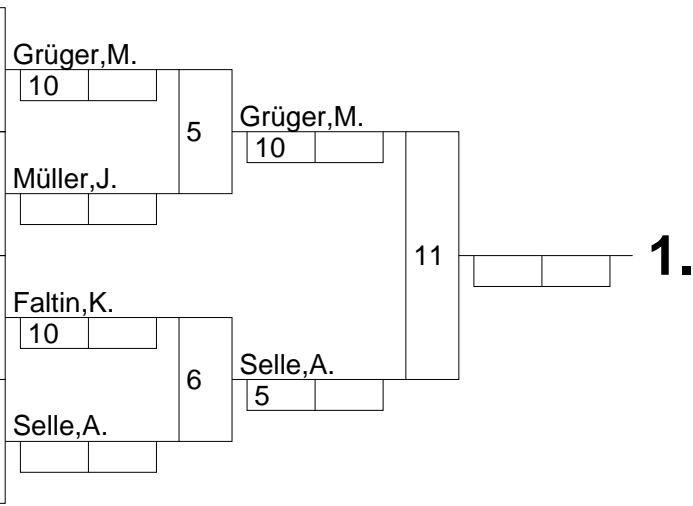 Grüger,M.
10
5
Grüger,M.
10
Müller,J.
11
1.
Faltin,K.
10
6
Selle,A.
5
Selle,A.